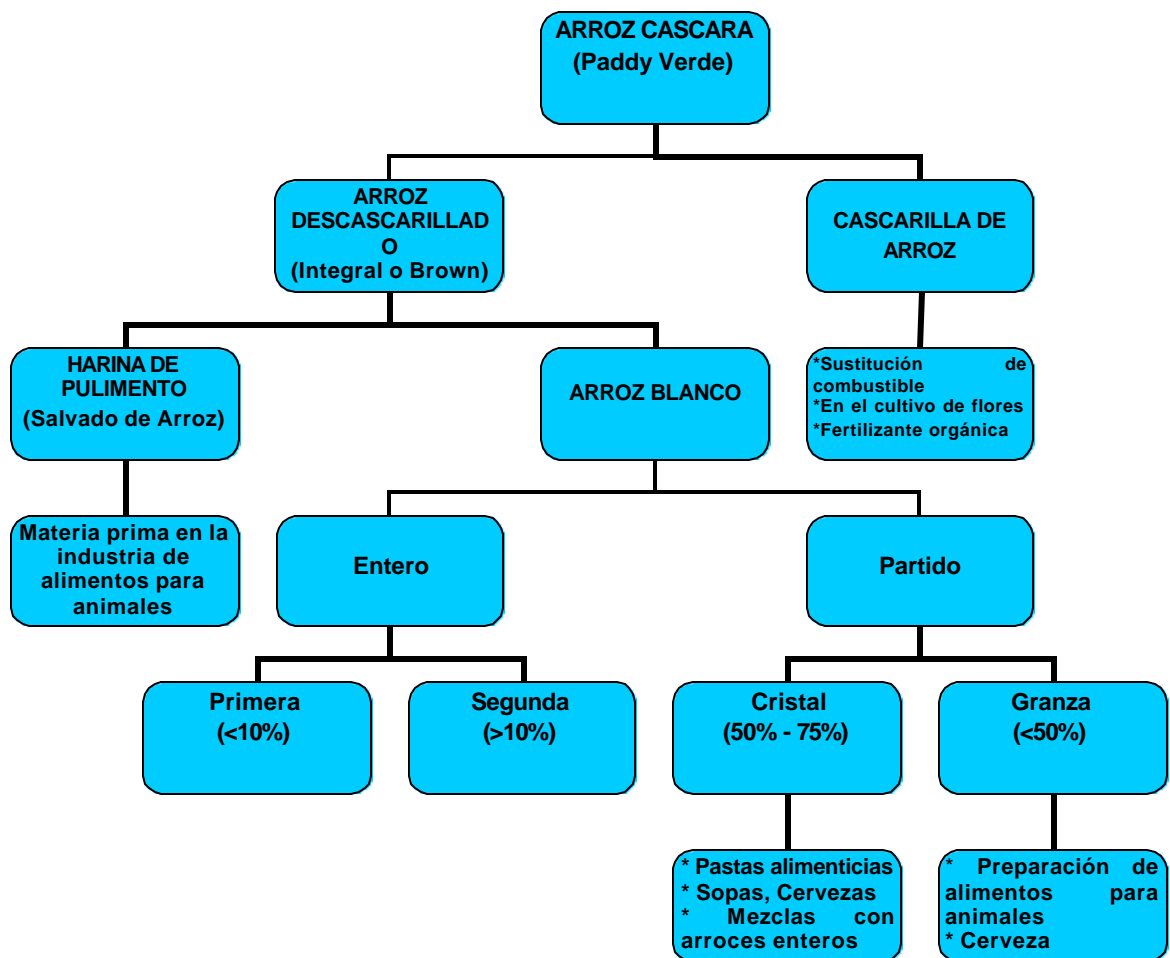 ARROZ CASCARA
(Paddy Verde)
ARROZ
DESCASCARILLAD
O
(Integral o Brown)
CASCARILLA DE
ARROZ
HARINA DE
PULIMENTO
(Salvado de Arroz)
ARROZ BLANCO
*Sustitución de
combustible
*En el cultivo de flores
*Fertilizante orgánica
Materia prima en la
industria de
alimentos para
animales
Entero
Partido
Primera
(<10%)
Segunda
(>10%)
Cristal
(50% - 75%)
Granza
(<50%)
* Pastas alimenticias
* Sopas, Cervezas
* Mezclas con
arroces enteros
* Preparación de
alimentos para
animales
* Cerveza